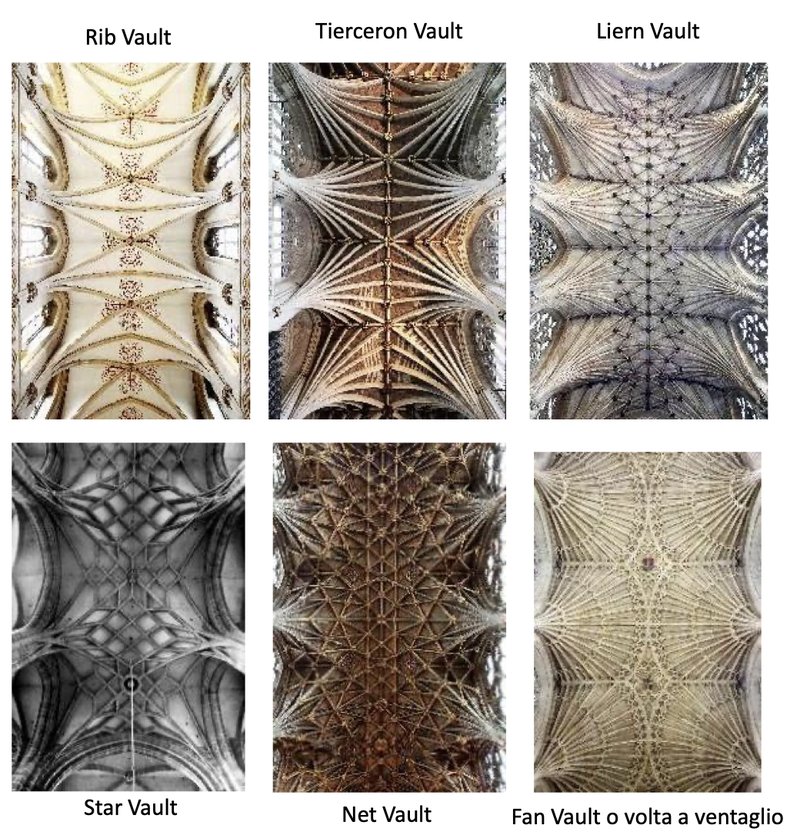 Rib Vault
Tierceron Vault
Liern Vault
Star Vault
Net Vault
Fan Vault o volta a ventaglio